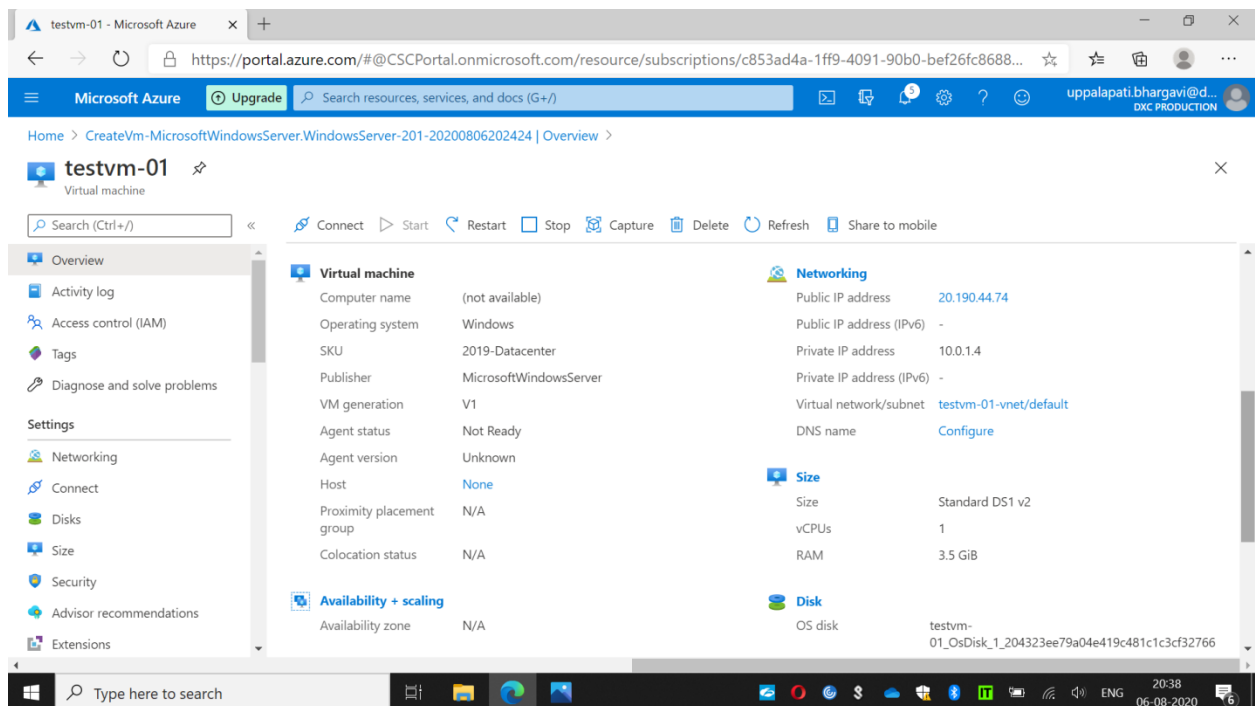 testvm-01 - Microsoft Azure
https://portal.azure.com/#@CSCPortal.onmicrosoft.com/resource/subscriptions/c853ad4a-1ff9-4091-90b0-bef26fc8688...
Microsoft Azure
Upgrade
Search resources, services, and docs (G+/)
5
uppalapati.bhargavi@d...
DXC PRODUCTION
Home > CreateVm-MicrosoftWindowsServer.WindowsServer-201-20200806202424 | Overview >
testvm-01
Virtual machine
Search (Ctrl+/)
«
Connect Start Restart Stop Capture Delete Refresh Share to mobile
Overview
Activity log
Access control (IAM)
Tags
Diagnose and solve problems
Settings
Networking
Connect
Disks
Size
Security
Advisor recommendations
Extensions
Virtual machine
Computer name (not available)
Operating system Windows
SKU 2019-Datacenter
Publisher MicrosoftWindowsServer
VM generation V1
Agent status Not Ready
Agent version Unknown
Host None
Proximity placement group N/A
Colocation status N/A
Availability + scaling
Availability zone N/A
Networking
Public IP address 20.190.44.74
Public IP address (IPv6) -
Private IP address 10.0.1.4
Private IP address (IPv6) -
Virtual network/subnet testvm-01-vnet/default
DNS name Configure
Size
Size Standard DS1 v2
vCPUs 1
RAM 3.5 GiB
Disk
OS disk testvm-
01_OsDisk_1_204323ee79a04e419c481c1c3cf32766
Type here to search
ENG
20:38
06-08-2020
6